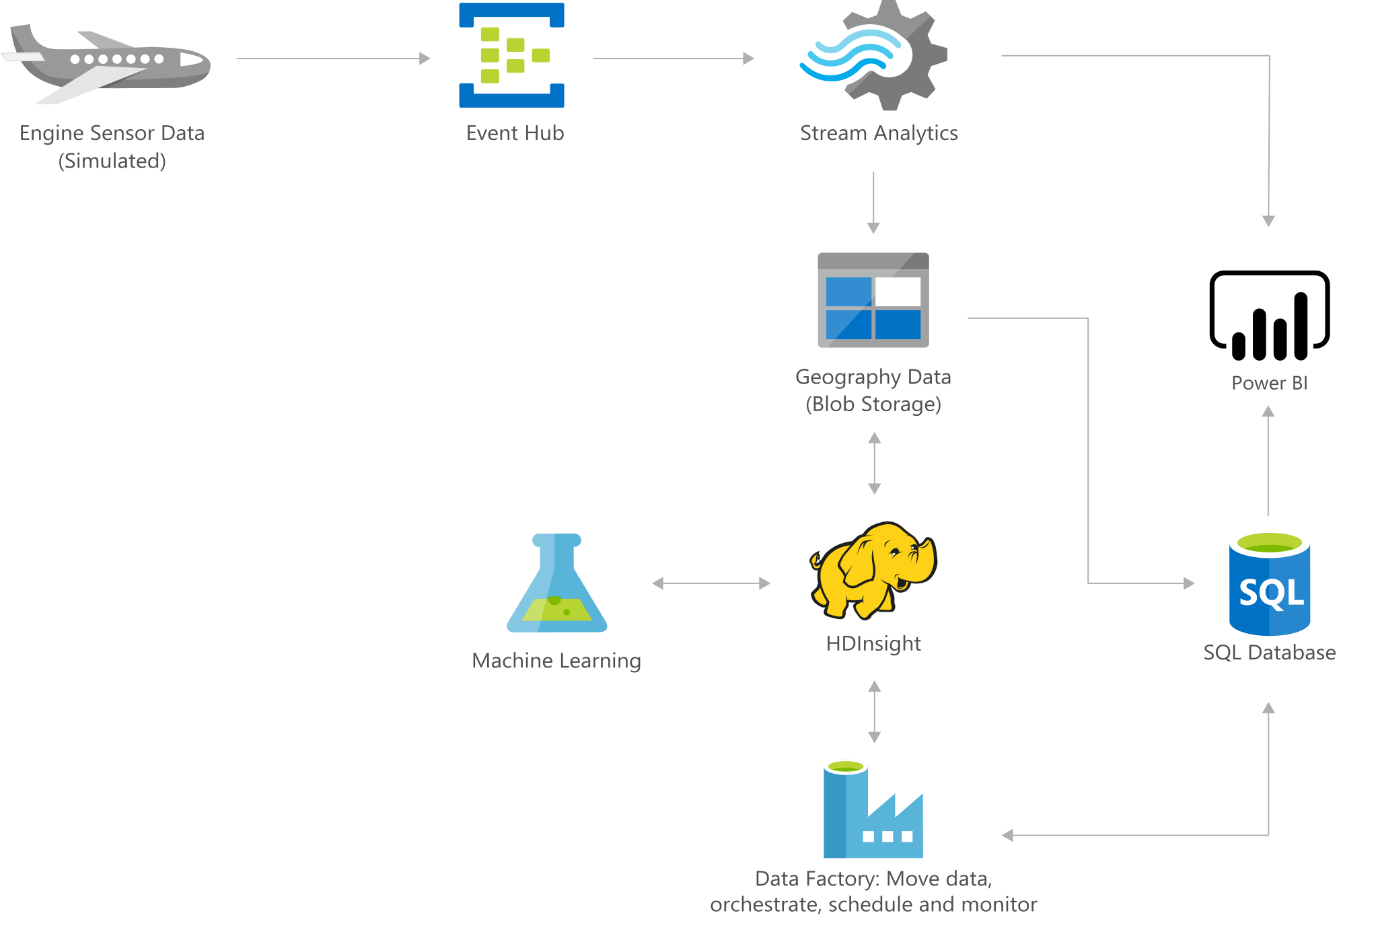 Engine Sensor Data
(Simulated)
Event Hub
Stream Analytics
Geography Data
(Blob Storage)
Power BI
Machine Learning
HDInsight
SQL
SQL Database
Data Factory: Move data,
orchestrate, schedule and monitor